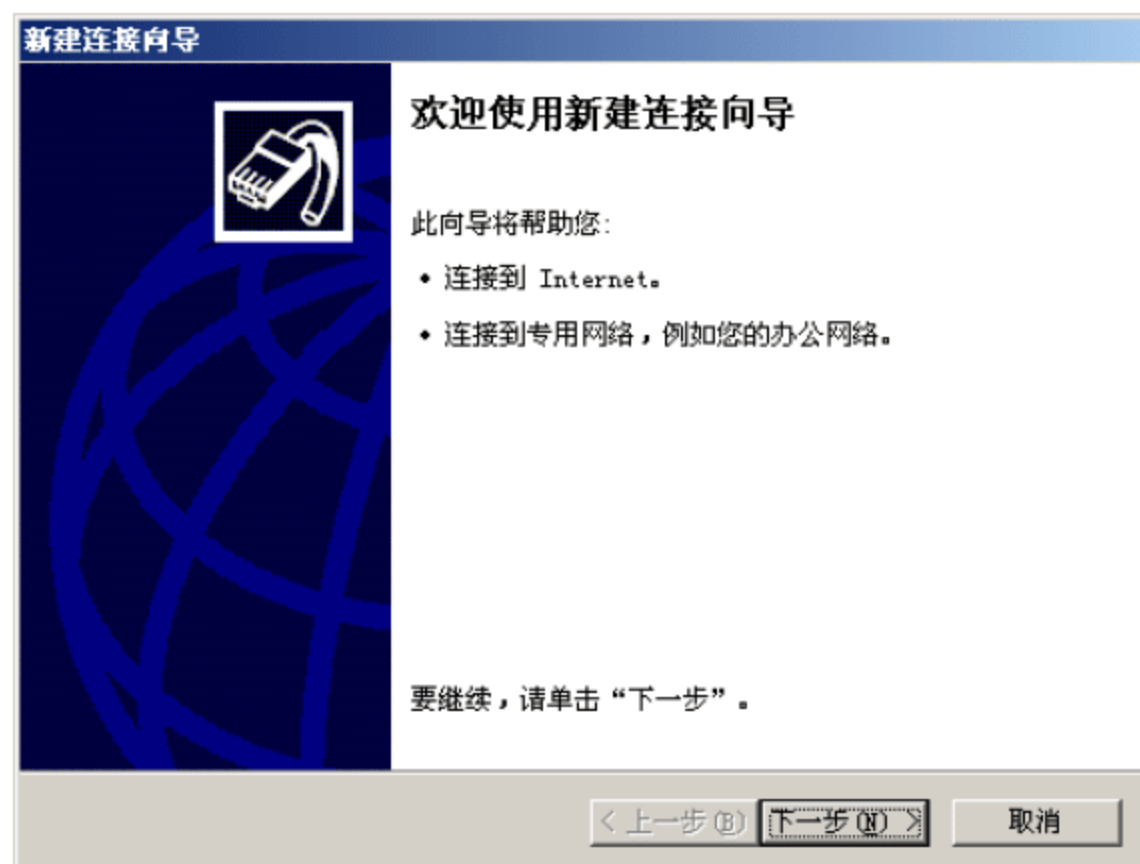 新建连接向导
欢迎使用新建连接向导
此向导将帮助您:
• 连接到 Internet。
• 连接到专用网络，例如您的办公网络。
要继续，请单击“下一步”。
< 上一步(B)
下一步(N) >
取消